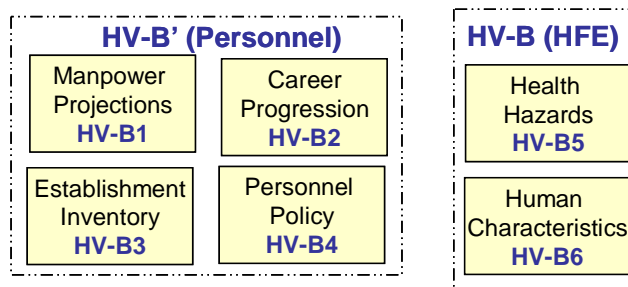 HV-B’ (Personnel)
Manpower
Projections
HV-B1
Career
Progression
HV-B2
Establishment
Inventory
HV-B3
Personnel
Policy
HV-B4
HV-B (HFE)
Health
Hazards
HV-B5
Human
Characteristics
HV-B6